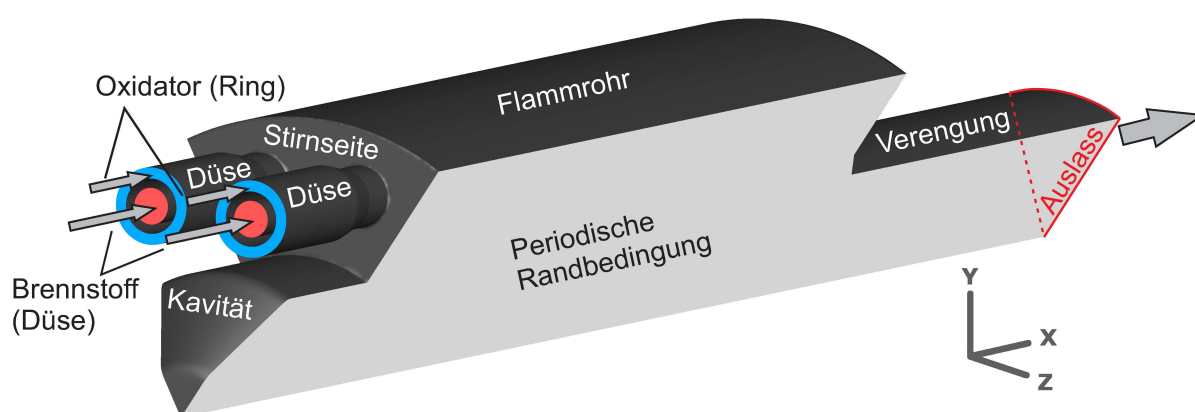 Oxidator (Ring)
Flammrohr
Stirnseite
Verengung
Düse
Düse
Auslass
Periodische
Randbedingung
Brennstoff
(Düse)
Kavität
Y
X
Z